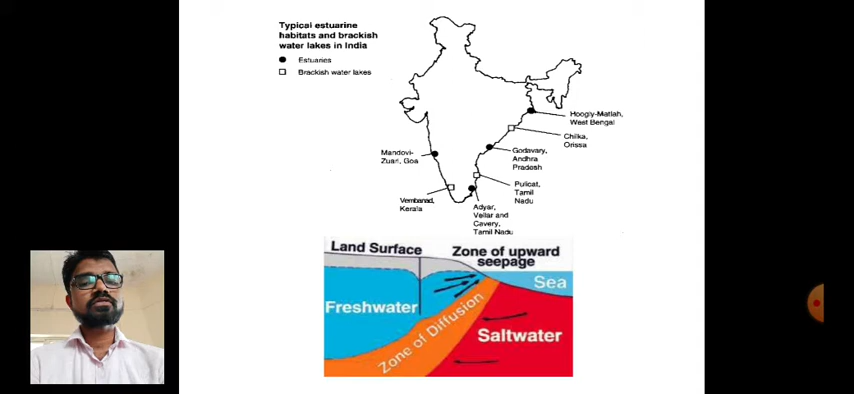 Typical estuarine
habitats and brackish
water lakes in India
Estuaries
Brackish water lakes
Hoogly-Matlah,
West Bengal
Chilka,
Orissa
Godavary,
Andhra
Pradesh
Mandovi-
Zuari, Goa
Pulicat,
Tamil
Nadu
Vembanad,
Kerala
Adyar,
Vellar and
Cavery,
Tamil Nadu
Land Surface
Zone of upward
seepage
Sea
Freshwater
Zone of Diffusion
Saltwater